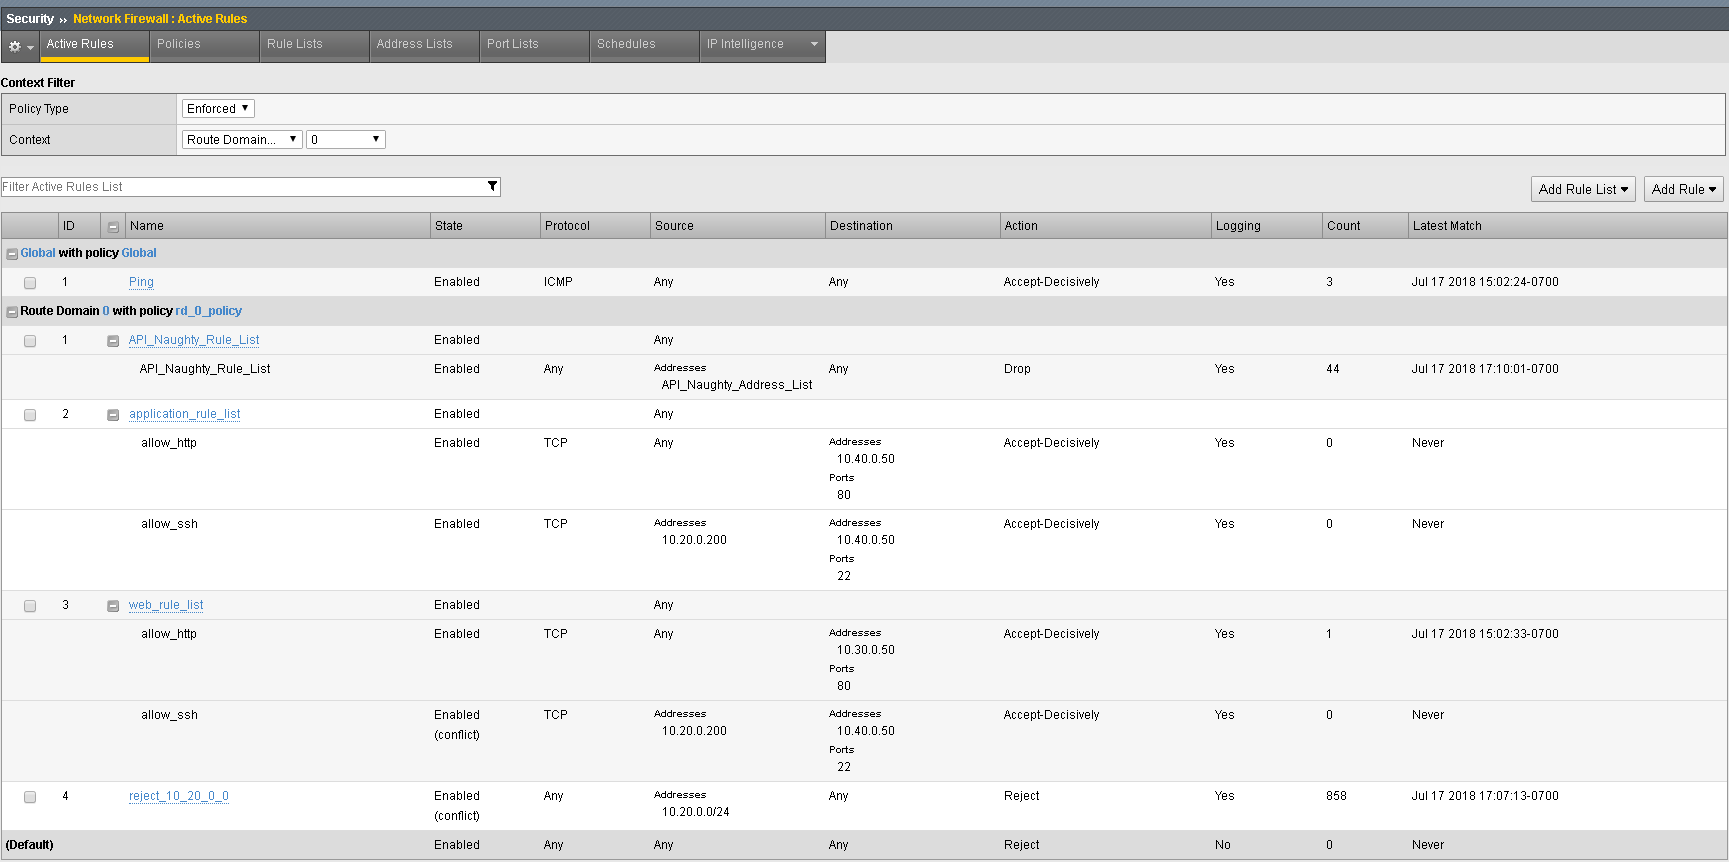 Security ›› Network Firewall : Active Rules
Active Rules Policies Rule Lists Address Lists Port Lists Schedules IP Intelligence
Context Filter
Policy Type Enforced
Context Route Domain... 0
Filter Active Rules List Add Rule List Add Rule
ID Name State Protocol Source Destination Action Logging Count Latest Match
Global with policy Global
1 Ping Enabled ICMP Any Any Accept-Decisively Yes 3 Jul 17 2018 15:02:24-0700
Route Domain 0 with policy rd_0_policy
1 API_Naughty_Rule_List Enabled Any
API_Naughty_Rule_List Enabled Any Addresses Any Drop Yes 44 Jul 17 2018 17:10:01-0700
API_Naughty_Address_List
2 application_rule_list Enabled Any
allow_http Enabled TCP Any Addresses Accept-Decisively Yes 0 Never
10.40.0.50
Ports
80
allow_ssh Enabled TCP Addresses Addresses Accept-Decisively Yes 0 Never
10.20.0.200 10.40.0.50
Ports
22
3 web_rule_list Enabled Any
allow_http Enabled TCP Any Addresses Accept-Decisively Yes 1 Jul 17 2018 15:02:33-0700
10.30.0.50
Ports
80
allow_ssh Enabled TCP Addresses Addresses Accept-Decisively Yes 0 Never
(conflict) 10.20.0.200 10.40.0.50
Ports
22
4 reject_10_20_0_0 Enabled Any Addresses Any Reject Yes 858 Jul 17 2018 17:07:13-0700
(conflict) 10.20.0.0/24
(Default) Enabled Any Any Any Reject No 0 Never